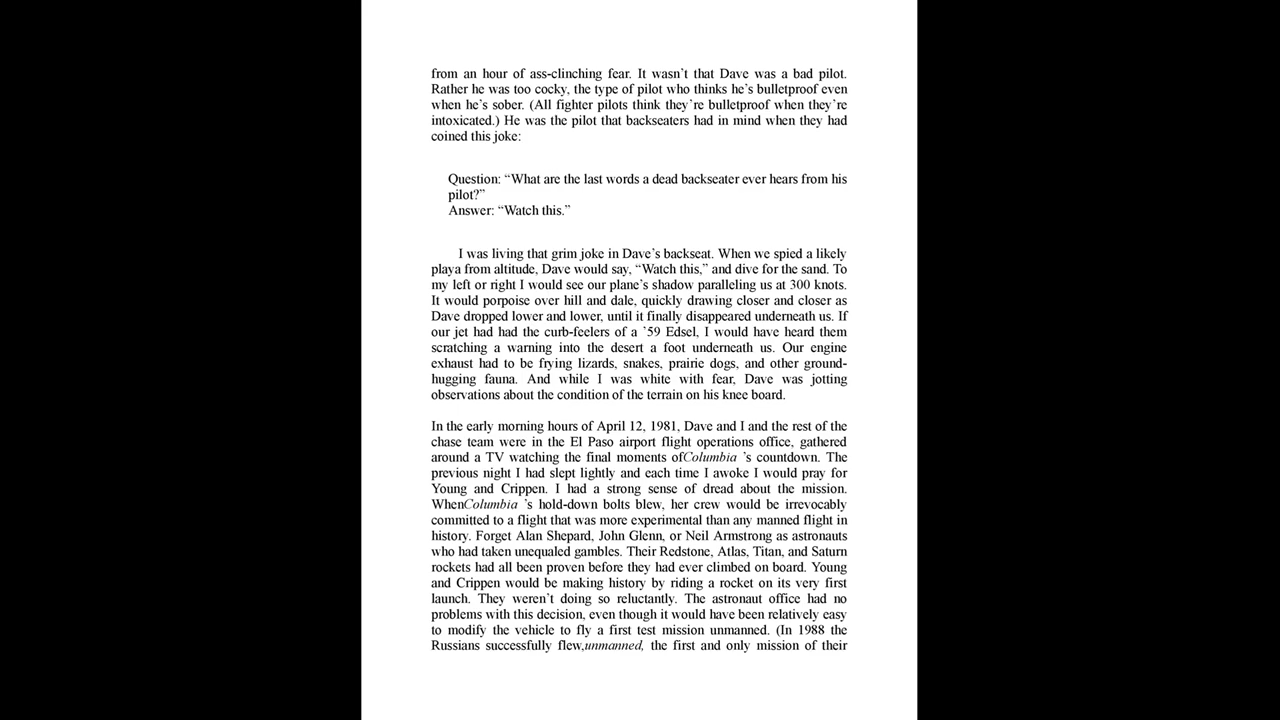 from an hour of ass-clinching fear. It wasn’t that Dave was a bad pilot.
Rather he was too cocky, the type of pilot who thinks he’s bulletproof even
when he’s sober. (All fighter pilots think they’re bulletproof when they’re
intoxicated.) He was the pilot that backseaters had in mind when they had
coined this joke:
Question: “What are the last words a dead backseater ever hears from his
pilot?”
Answer: “Watch this.”
I was living that grim joke in Dave’s backseat. When we spied a likely
playa from altitude, Dave would say, “Watch this,” and dive for the sand. To
my left or right I would see our plane’s shadow paralleling us at 300 knots.
It would porpoise over hill and dale, quickly drawing closer and closer as
Dave dropped lower and lower, until it finally disappeared underneath us. If
our jet had had the curb-feelers of a ’59 Edsel, I would have heard them
scratching a warning into the desert a foot underneath us. Our engine
exhaust had to be frying lizards, snakes, prairie dogs, and other ground-
hugging fauna. And while I was white with fear, Dave was jotting
observations about the condition of the terrain on his knee board.
In the early morning hours of April 12, 1981, Dave and I and the rest of the
chase team were in the El Paso airport flight operations office, gathered
around a TV watching the final moments ofColumbia ’s countdown. The
previous night I had slept lightly and each time I awoke I would pray for
Young and Crippen. I had a strong sense of dread about the mission.
WhenColumbia ’s hold-down bolts blew, her crew would be irrevocably
committed to a flight that was more experimental than any manned flight in
history. Forget Alan Shepard, John Glenn, or Neil Armstrong as astronauts
who had taken unequaled gambles. Their Redstone, Atlas, Titan, and Saturn
rockets had all been proven before they had ever climbed on board. Young
and Crippen would be making history by riding a rocket on its very first
launch. They weren’t doing so reluctantly. The astronaut office had no
problems with this decision, even though it would have been relatively easy
to modify the vehicle to fly a first test mission unmanned. (In 1988 the
Russians successfully flew,unmanned, the first and only mission of their